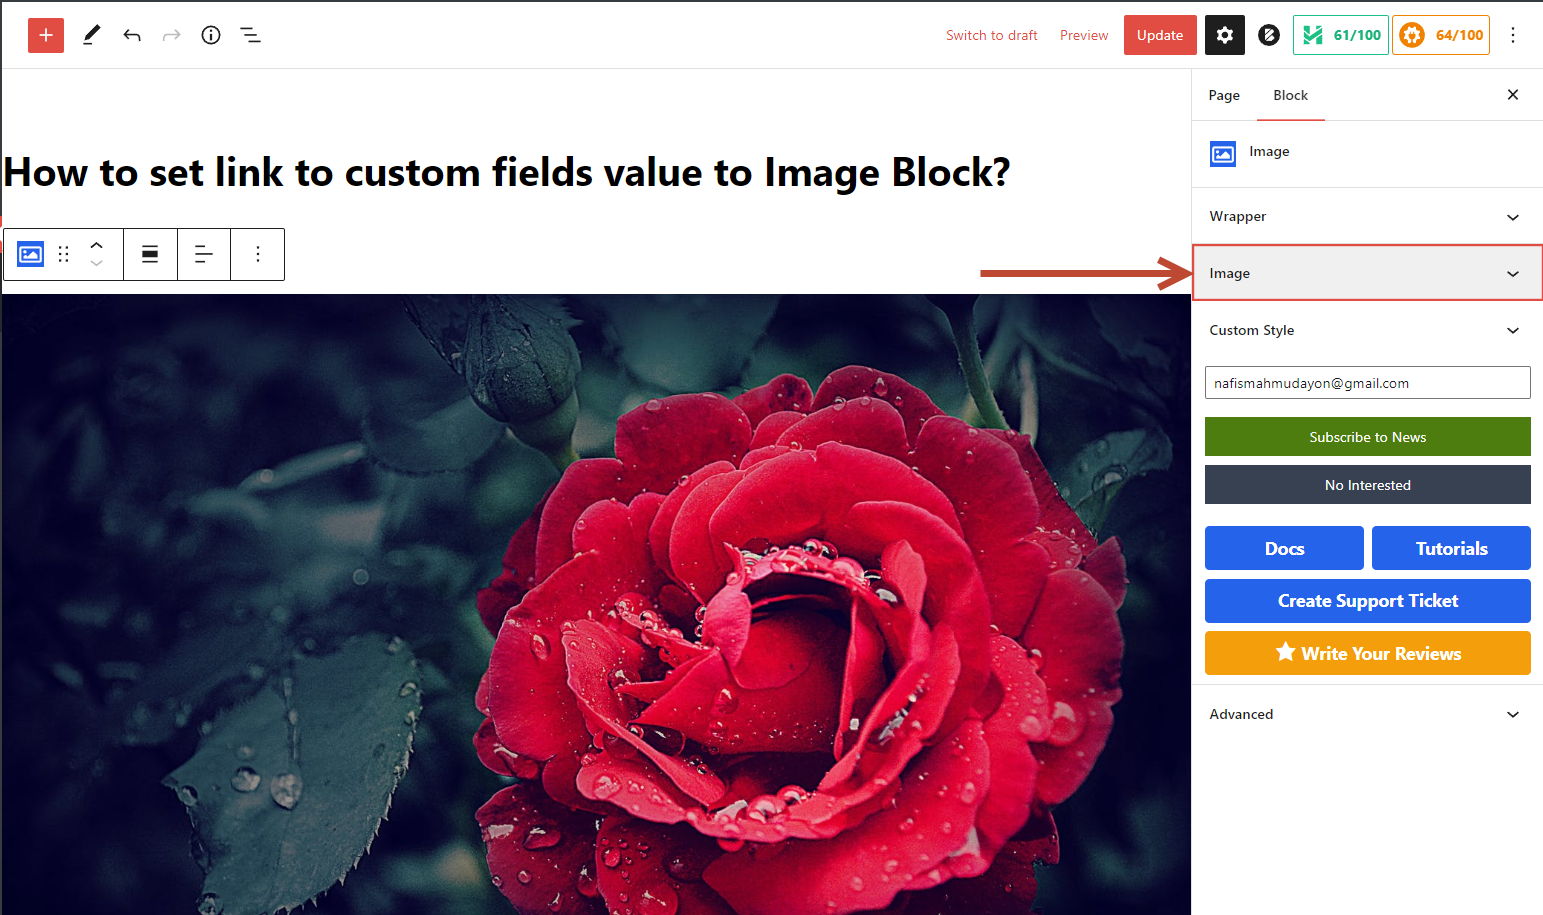 Switch to draft
Preview
Update
61/100
64/100
Page
Block
Image
How to set link to custom fields value to Image Block?
Wrapper
Image
Custom Style
nafismahmudayon@gmail.com
Subscribe to News
No Interested
Docs
Tutorials
Create Support Ticket
Write Your Reviews
Advanced